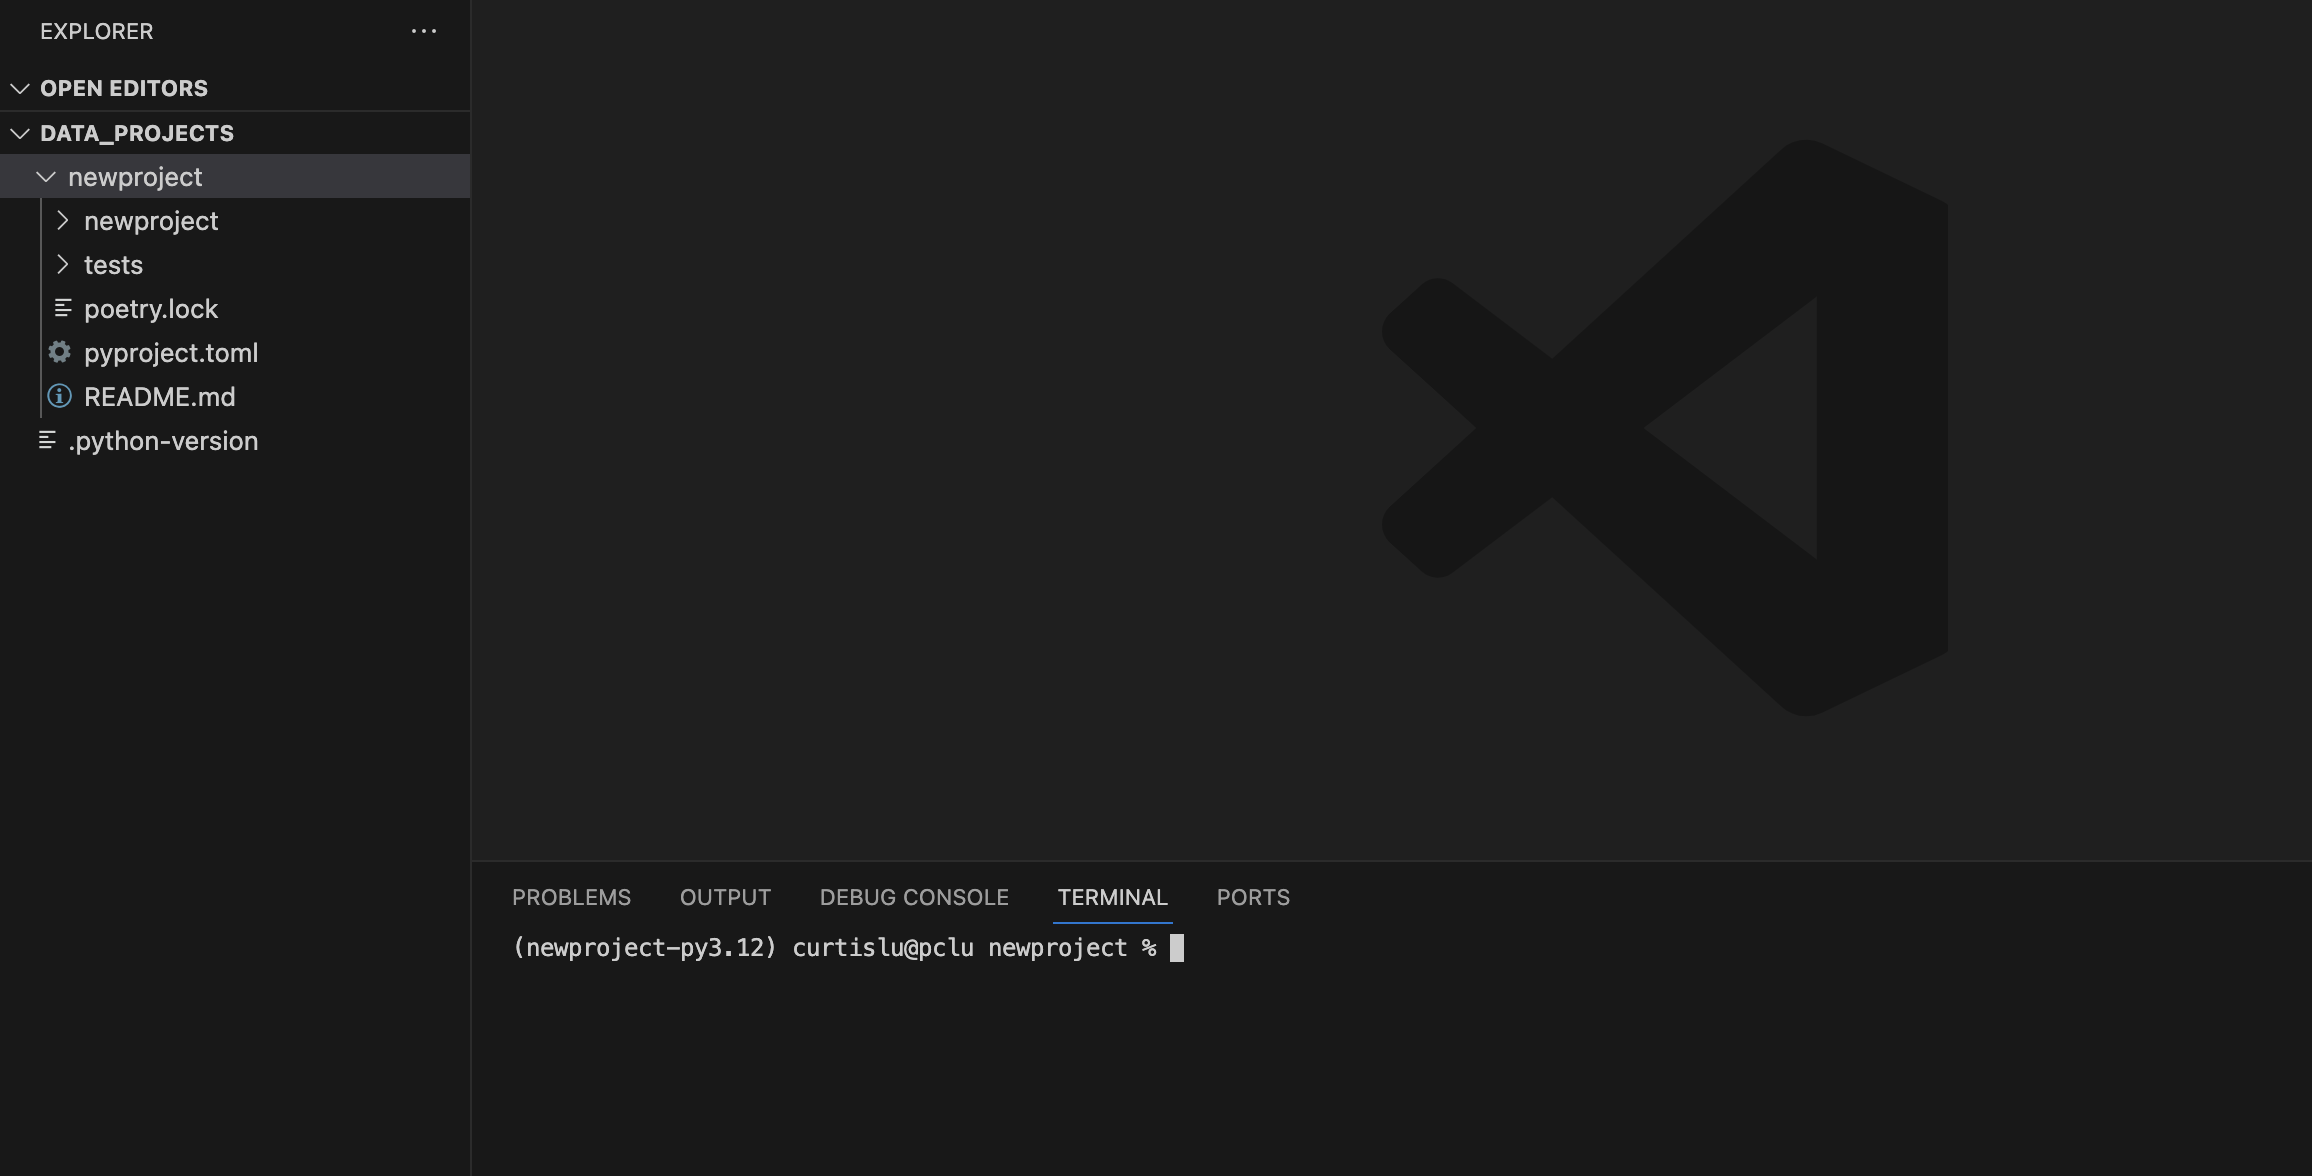 EXPLORER ...
OPEN EDITORS
DATA_PROJECTS
newproject
newproject
tests
poetry.lock
pyproject.toml
README.md
.python-version
PROBLEMS OUTPUT DEBUG CONSOLE TERMINAL PORTS
(newproject-py3.12) curtislu@pclu newproject %